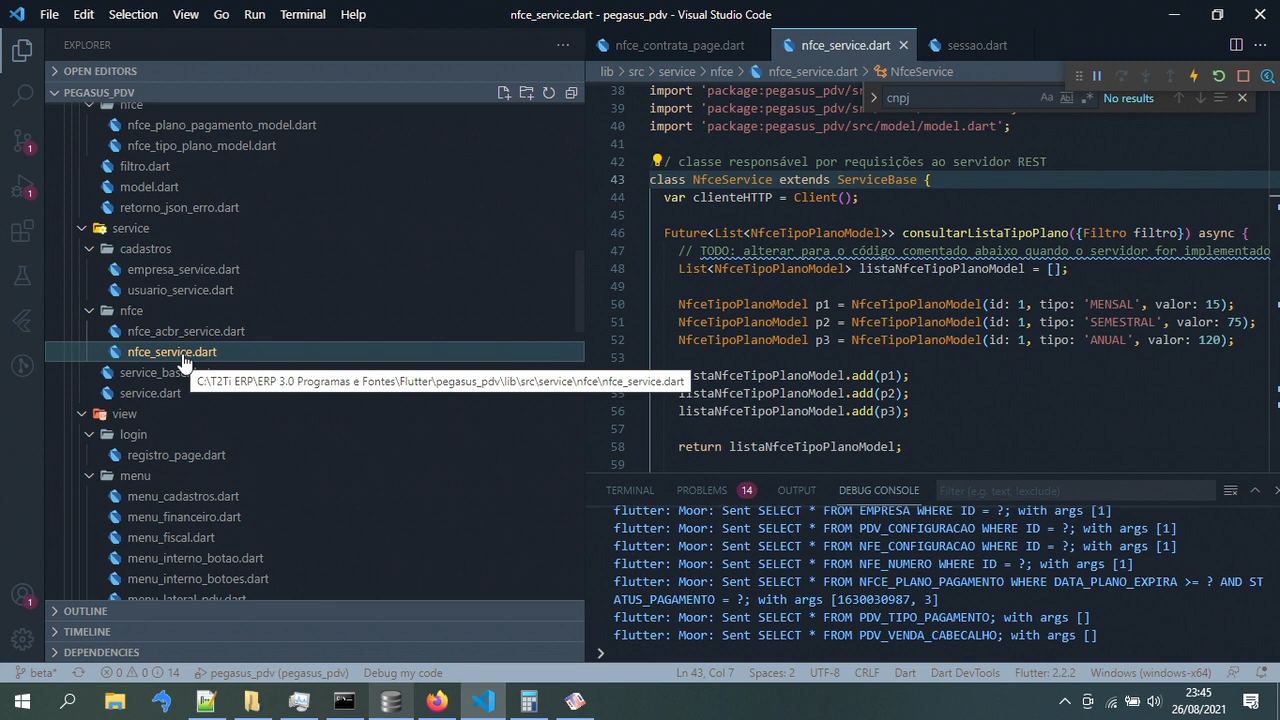 File Edit Selection View Go Run Terminal Help
nfce_service.dart - pegasus_pdv - Visual Studio Code
EXPLORER
OPEN EDITORS
PEGASUS_PDV
nfce
nfce_plano_pagamento_model.dart
nfce_tipo_plano_model.dart
filtro.dart
model.dart
retorno_json_erro.dart
service
cadastros
empresa_service.dart
usuario_service.dart
nfce
nfce_acbr_service.dart
nfce_service.dart
service_bas
C:\T2Ti ERP\ERP 3.0 Programas e Fontes\Flutter\pegasus_pdv\lib\src\service\nfce\nfce_service.dart
service.dart
view
login
registro_page.dart
menu
menu_cadastros.dart
menu_financeiro.dart
menu_fiscal.dart
menu_interno_botao.dart
menu_interno_botoes.dart
menu_lateral_pdv.dart
OUTLINE
TIMELINE
DEPENDENCIES
nfce_contrata_page.dart nfce_service.dart sessao.dart
lib > src > service > nfce > nfce_service.dart > NfceService
cnpj Aa No results
38 import 'package:pegasus_pdv/sr
39 import 'package:pegasus_pdv/sr
40 import 'package:pegasus_pdv/src/model/model.dart';
41
42 / classe responsável por requisições ao servidor REST
43 class NfceService extends ServiceBase {
44 var clienteHTTP = Client();
45
46 Future<List<NfceTipoPlanoModel>> consultarListaTipoPlano({Filtro filtro}) async {
47 // TODO: alterar para o código comentado abaixo quando o servidor for implementado
48 List<NfceTipoPlanoModel> listaNfceTipoPlanoModel = [];
49
50 NfceTipoPlanoModel p1 = NfceTipoPlanoModel(id: 1, tipo: 'MENSAL', valor: 15);
51 NfceTipoPlanoModel p2 = NfceTipoPlanoModel(id: 1, tipo: 'SEMESTRAL', valor: 75);
52 NfceTipoPlanoModel p3 = NfceTipoPlanoModel(id: 1, tipo: 'ANUAL', valor: 120);
53
staNfceTipoPlanoModel.add(p1);
55 listaNfceTipoPlanoModel.add(p2);
56 listaNfceTipoPlanoModel.add(p3);
57
58 return listaNfceTipoPlanoModel;
59
TERMINAL PROBLEMS 14 OUTPUT DEBUG CONSOLE Filter (e.g. text, !exclude)
flutter: Moor: Sent SELECT * FROM EMPRESA WHERE ID = ?; with args [1]
flutter: Moor: Sent SELECT * FROM PDV_CONFIGURACAO WHERE ID = ?; with args [1]
flutter: Moor: Sent SELECT * FROM NFE_CONFIGURACAO WHERE ID = ?; with args [1]
flutter: Moor: Sent SELECT * FROM NFE_NUMERO WHERE ID = ?; with args [1]
flutter: Moor: Sent SELECT * FROM NFCE_PLANO_PAGAMENTO WHERE DATA_PLANO_EXPIRA >= ? AND ST
ATUS_PAGAMENTO = ?; with args [1630030987, 3]
flutter: Moor: Sent SELECT * FROM PDV_TIPO_PAGAMENTO; with args []
flutter: Moor: Sent SELECT * FROM PDV_VENDA_CABECALHO; with args []
beta* 0 0 14 pegasus_pdv (pegasus_pdv) Debug my code Ln 43, Col 7 Spaces: 2 UTF-8 CRLF Dart Dart DevTools Flutter: 2.2.2 Windows (windows-x64)
23:45
26/08/2021